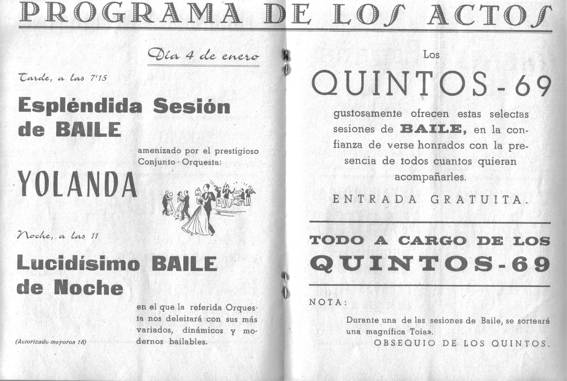 PROGRAMA DE LOS ACTOS
Día 4 de enero
Tarde, a las 7'15
Espléndida Sesión
de BAILE
amenizado por el prestigioso
Conjunto-Orquesta:
YOLANDA
Noche, a las 11
Lucidísimo BAILE
de Noche
en el que la referida Orques-
ta nos deleitará con sus más
variados, dinámicos y mo-
dernos bailables.
(Autorizado mayores 16)
Los
QUINTOS-69
gustosamente ofrecen estas selectas
sesiones de BAILE, en la con-
fianza de verse honrados con la pre-
sencia de todos cuantos quieran
acompañarles.
ENTRADA GRATUITA.
TODO A CARGO DE LOS
QUINTOS-69
NOTA:
Durante una de las sesiones de Baile, se sorteará
una magnífica Toia».
OBSEQUIO DE LOS QUINTOS.